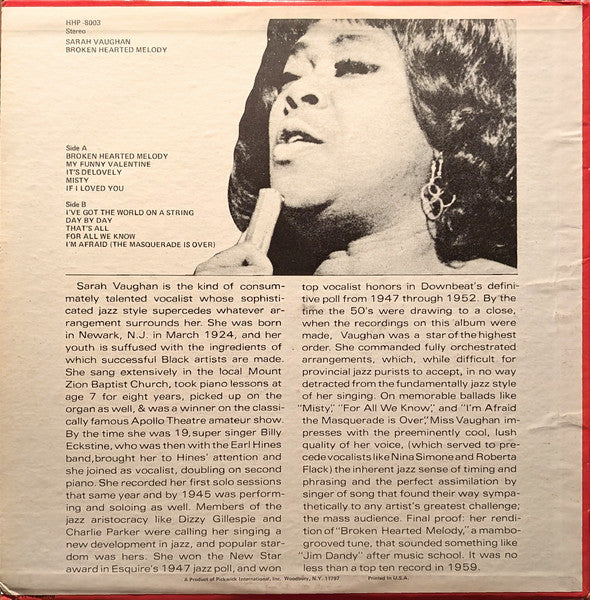 HHP-8003
Stereo
SARAH VAUGHAN
BROKEN HEARTED MELODY
Side A
BROKEN HEARTED MELODY
MY FUNNY VALENTINE
IT'S DELOVELY
MISTY
IF I LOVED YOU
Side B
I'VE GOT THE WORLD ON A STRING
DAY BY DAY
THAT'S ALL
FOR ALL WE KNOW
I'M AFRAID (THE MASQUERADE IS OVER)
Sarah Vaughan is the kind of consum-
mately talented vocalist whose sophisti-
cated jazz style supercedes whatever ar-
rangement surrounds her. She was born
in Newark, N.J. in March 1924, and her
youth is suffused with the ingredients of
which successful Black artists are made.
She sang extensively in the local Mount
Zion Baptist Church, took piano lessons at
age 7 for eight years, picked up on the
organ as well, & was a winner on the classi-
cally famous Apollo Theatre amateur show.
By the time she was 19, super singer Billy
Eckstine, who was then with the Earl Hines
band, brought her to Hines' attention and
she joined as vocalist, doubling on second
piano. She recorded her first solo sessions
that same year and by 1945 was perform-
ing and soloing as well. Members of the
jazz aristocracy like Dizzy Gillespie and
Charlie Parker were calling her singing a
new development in jazz, and popular star-
dom was hers. She won the New Star
award in Esquire's 1947 jazz poll, and won
top vocalist honors in Downbeat's defini-
tive poll from 1947 through 1952. By the
time the 50's were drawing to a close,
when the recordings on this album were
made, Vaughan was a star of the highest
order. She commanded fully orchestrated
arrangements, which, while difficult for
provincial jazz purists to accept, in no way
detracted from the fundamentally jazz style
of her singing. On memorable ballads like
"Misty," "For All We Know," and "I'm Afraid
the Masquerade is Over," Miss Vaughan im-
presses with the preeminently cool, lush
quality of her voice, (which served to pre-
cede vocalists like Nina Simone and Roberta
Flack) the inherent jazz sense of timing and
phrasing and the perfect assimilation by
singer of song that found their way sympa-
thetically to any artist's greatest challenge;
the mass audience. Final proof: her rendi-
tion of "Broken Hearted Melody," a mambo-
grooved tune, that sounded something like
"Jim Dandy" after music school. It was no
less than a top ten record in 1959.
A Product of Pickwick International, Inc. Woodbury, N.Y. 11797
Printed in U.S.A.